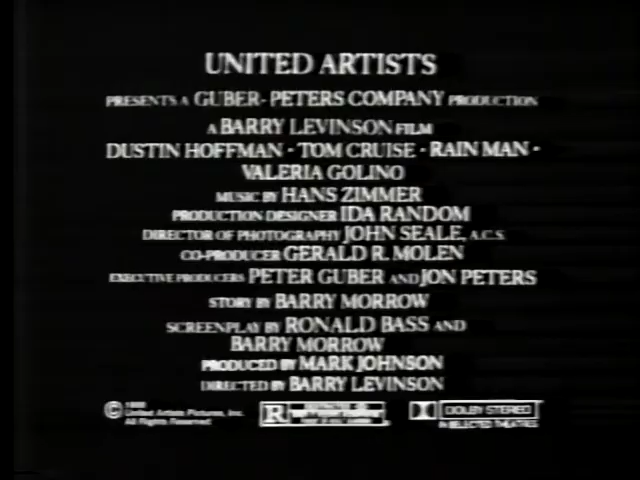 UNITED ARTISTS
PRESENTS A GUBER-PETERS COMPANY PRODUCTION
A BARRY LEVINSON FILM
DUSTIN HOFFMAN - TOM CRUISE - RAIN MAN -
VALERIA GOLINO
MUSIC BY HANS ZIMMER
PRODUCTION DESIGNER IDA RANDOM
DIRECTOR OF PHOTOGRAPHY JOHN SEALE, A.C.S.
CO-PRODUCER GERALD R. MOLEN
EXECUTIVE PRODUCERS PETER GUBER AND JON PETERS
STORY BY BARRY MORROW
SCREENPLAY BY RONALD BASS AND
BARRY MORROW
PRODUCED BY MARK JOHNSON
DIRECTED BY BARRY LEVINSON
© 1988
United Artists Pictures, Inc.
All Rights Reserved
R
DOLBY STEREO
IN SELECTED THEATRES